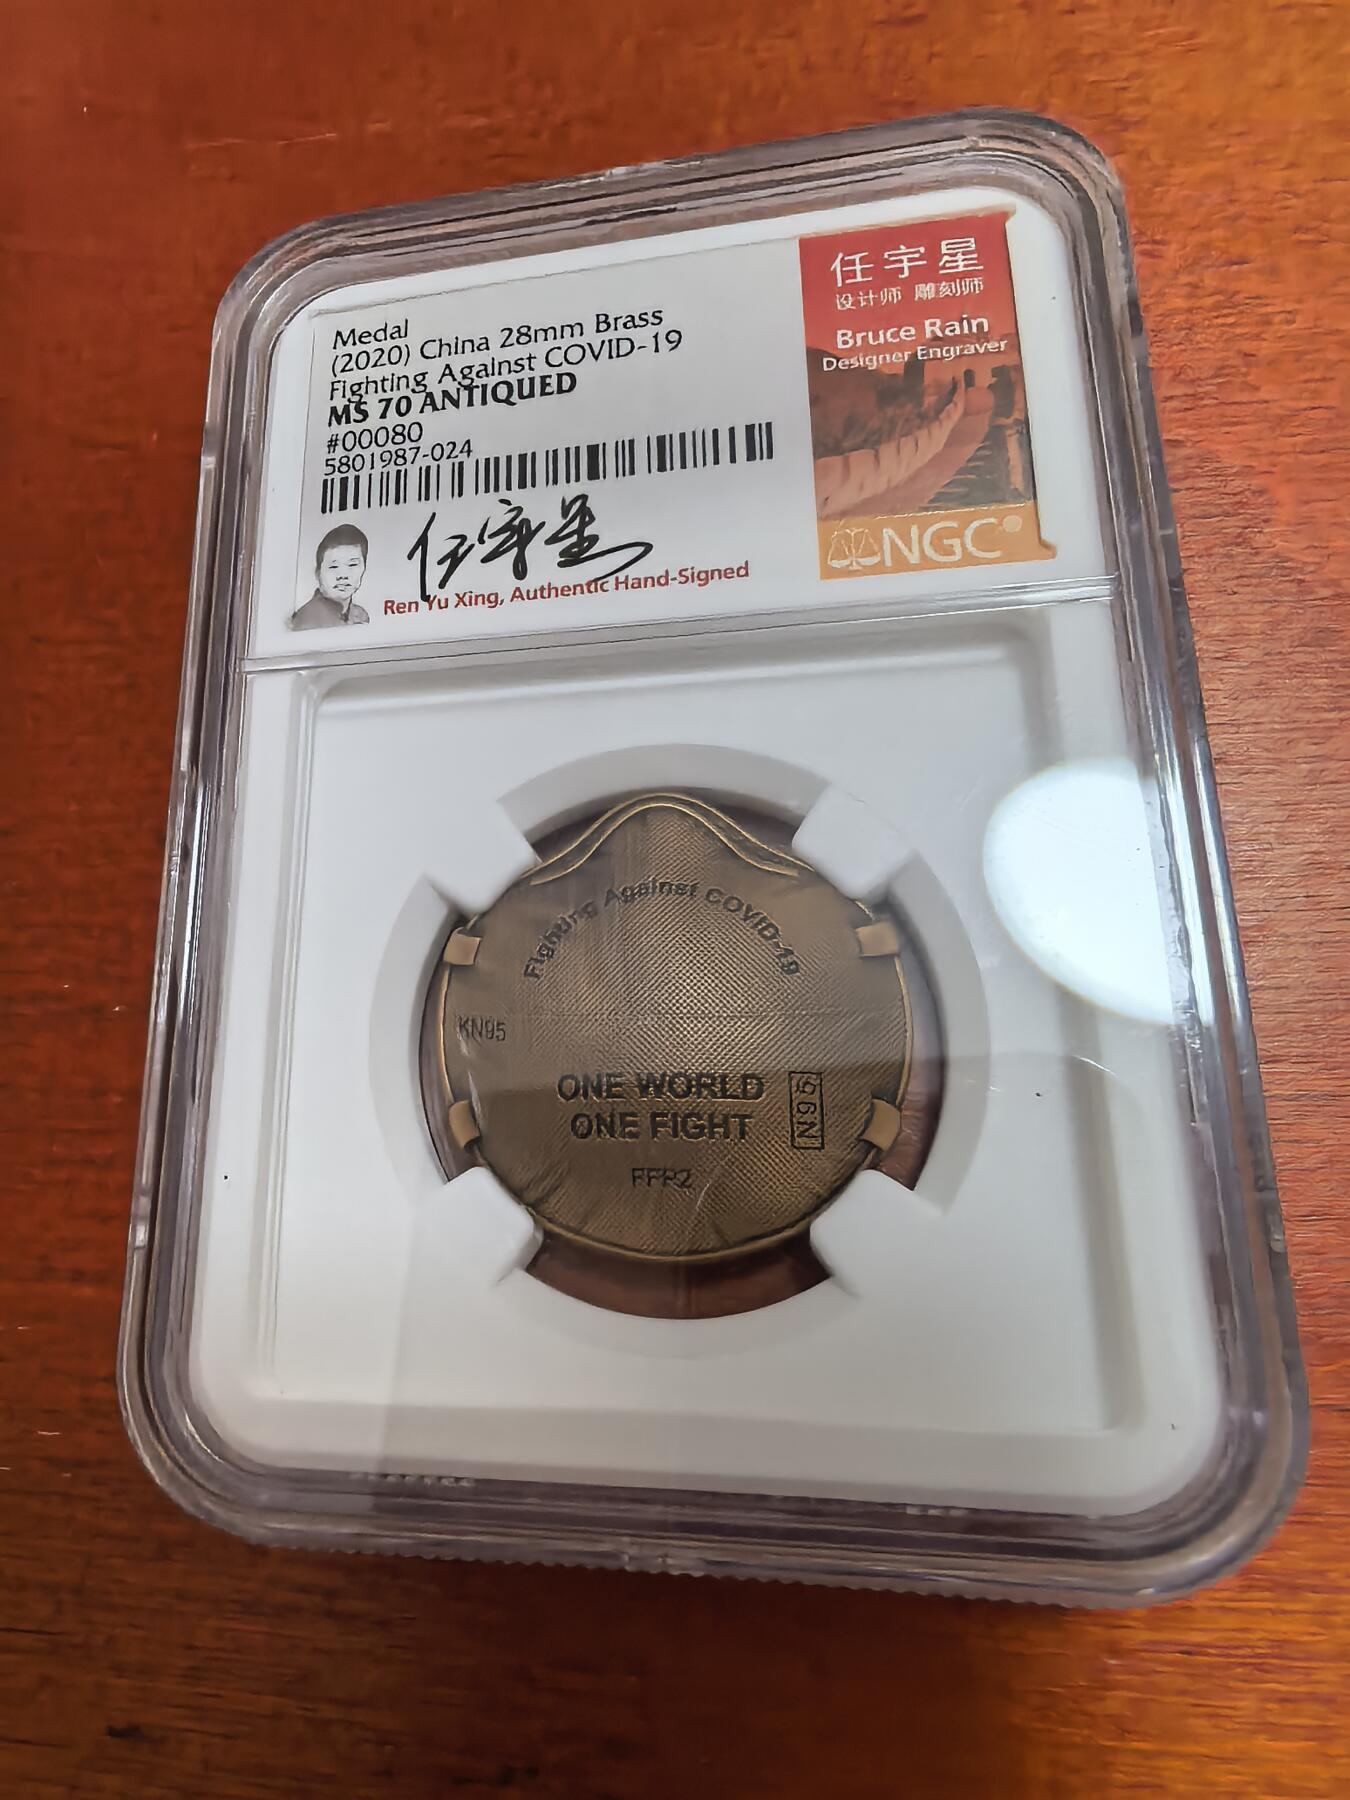 Medal
(2020) China 28mm Brass
Fighting Against COVID-19
MS 70 ANTIQUED
#00080
5801987-024
任宇星
Ren Yu Xing, Authentic Hand-Signed
任宇星
设计师 雕刻师
Bruce Rain
Designer Engraver
NGC
Fighting Against COVID-19
KN95
ONE WORLD
ONE FIGHT
N95
FFP2